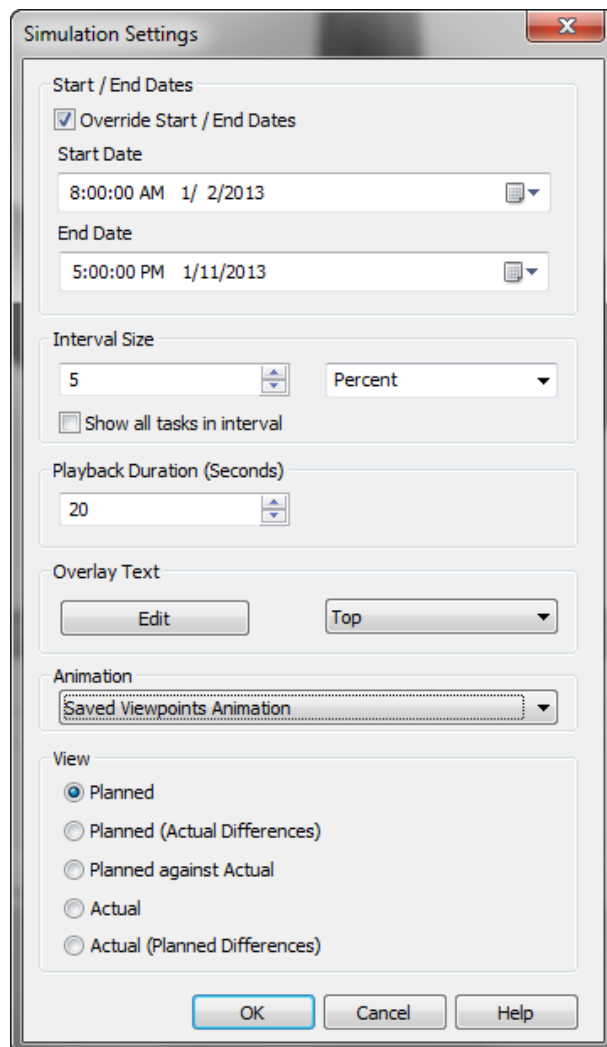 Simulation Settings
Start / End Dates
Override Start / End Dates
Start Date
8:00:00 AM 1/ 2/2013
End Date
5:00:00 PM 1/11/2013
Interval Size
5 Percent
Show all tasks in interval
Playback Duration (Seconds)
20
Overlay Text
Edit Top
Animation
Saved Viewpoints Animation
View
Planned
Planned (Actual Differences)
Planned against Actual
Actual
Actual (Planned Differences)
OK Cancel Help